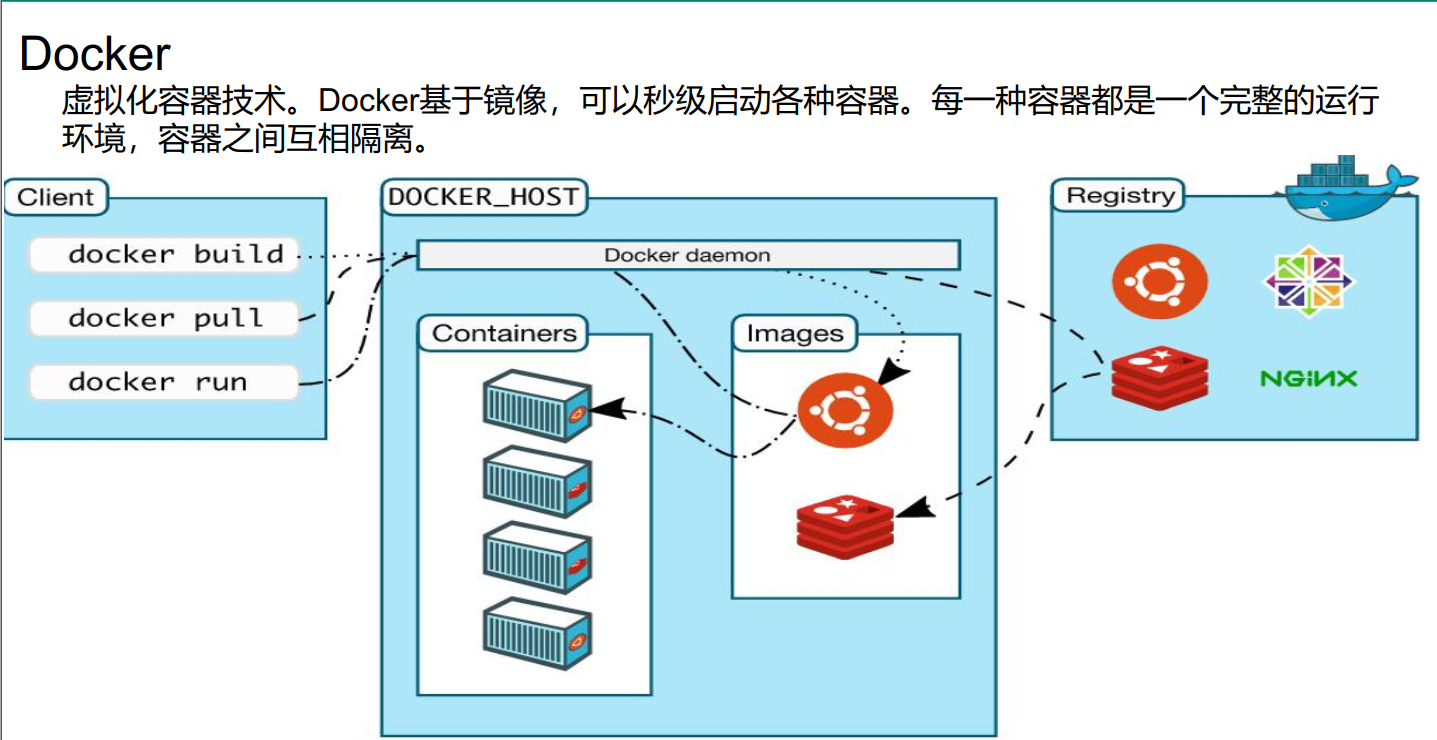 Docker
虚拟化容器技术。Docker基于镜像，可以秒级启动各种容器。每一种容器都是一个完整的运行
环境，容器之间互相隔离。
Client
DOCKER_HOST
Registry
docker build
Docker daemon
docker pull
Containers
Images
docker run
NGINX